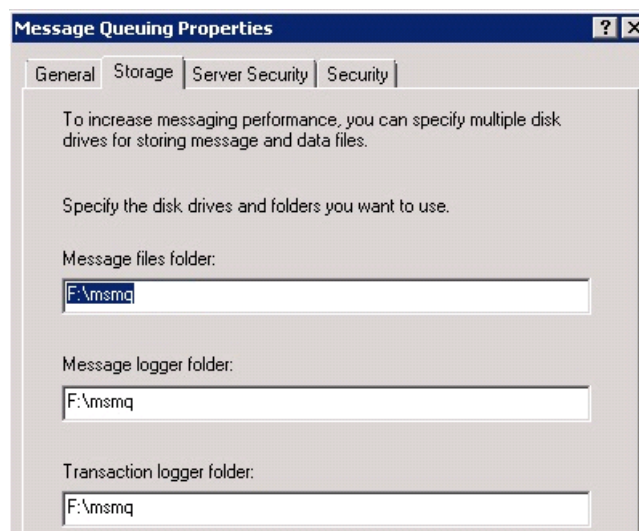 Message Queuing Properties
General Storage Server Security Security
To increase messaging performance, you can specify multiple disk
drives for storing message and data files.
Specify the disk drives and folders you want to use.
Message files folder:
F:\msmq
Message logger folder:
F:\msmq
Transaction logger folder:
F:\msmq